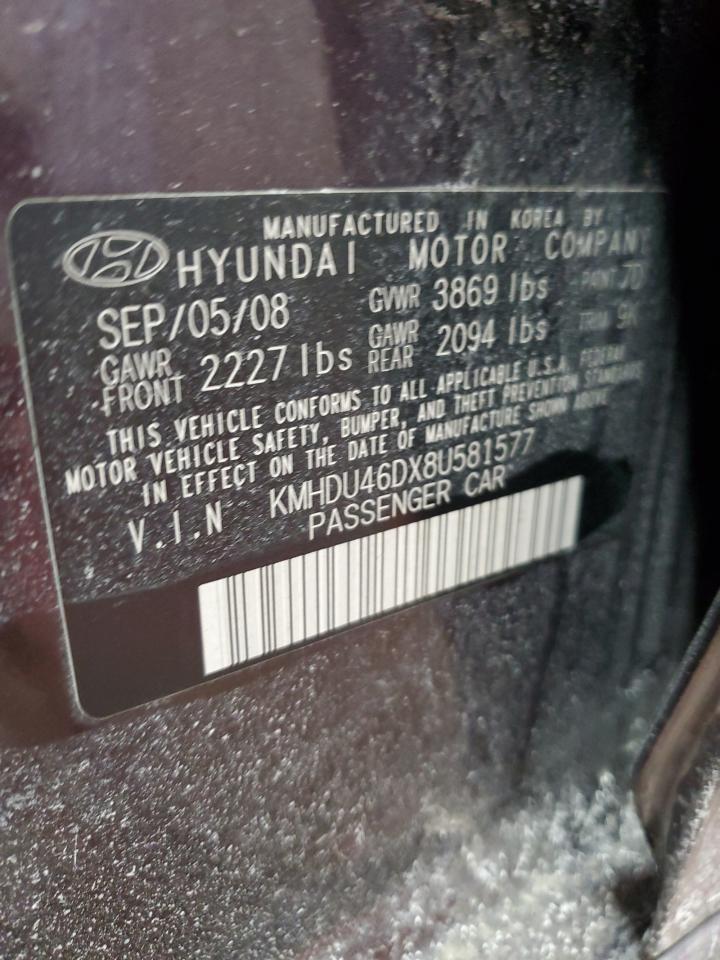 MANUFACTURED IN KOREA BY
HYUNDAI MOTOR COMPANY
SEP/05/08 GVWR 3869 lbs PAINT
GAWR FRONT 2227 lbs GAWR REAR 2094 lbs TRIM
THIS VEHICLE CONFORMS TO ALL APPLICABLE U.S.A. FEDERAL
MOTOR VEHICLE SAFETY, BUMPER, AND THEFT PREVENTION STANDARDS
IN EFFECT ON THE DATE OF MANUFACTURE SHOWN ABOVE
V.I.N KMHDU46DX8U581577
PASSENGER CAR